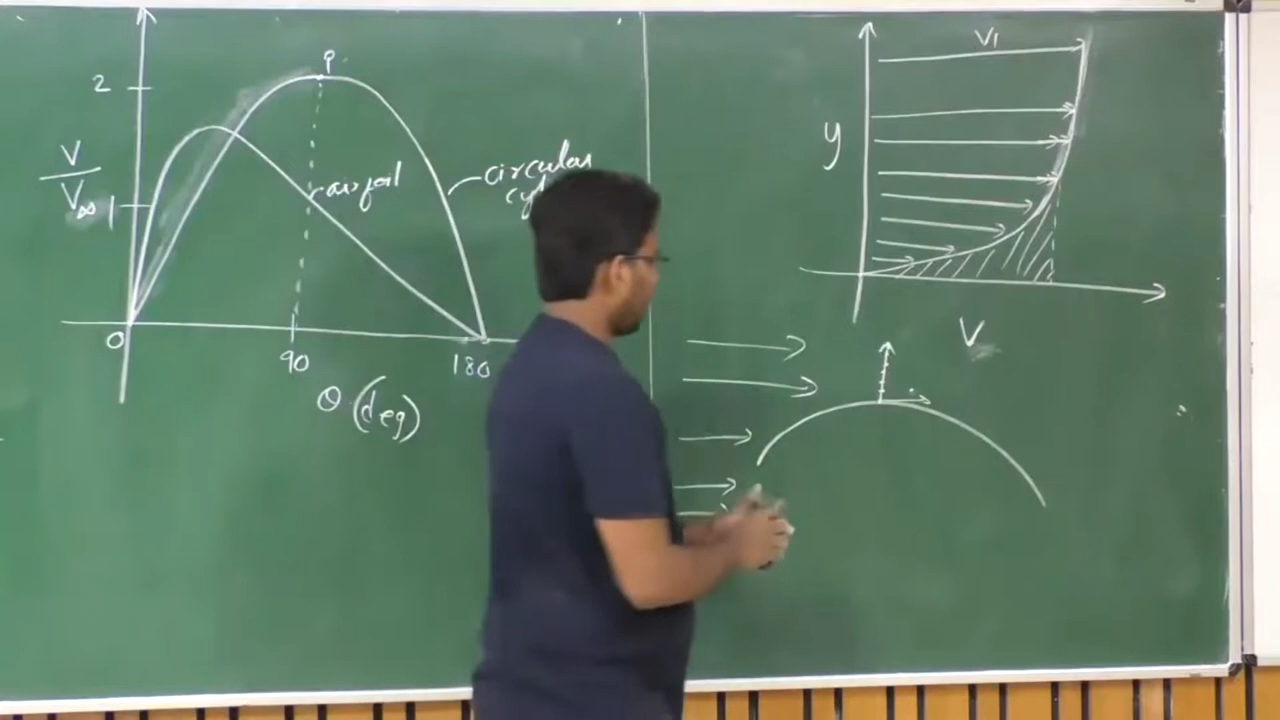 P
2
V
V∞
1
airfoil
circular
0
90
180
θ (deg)
V1
y
V